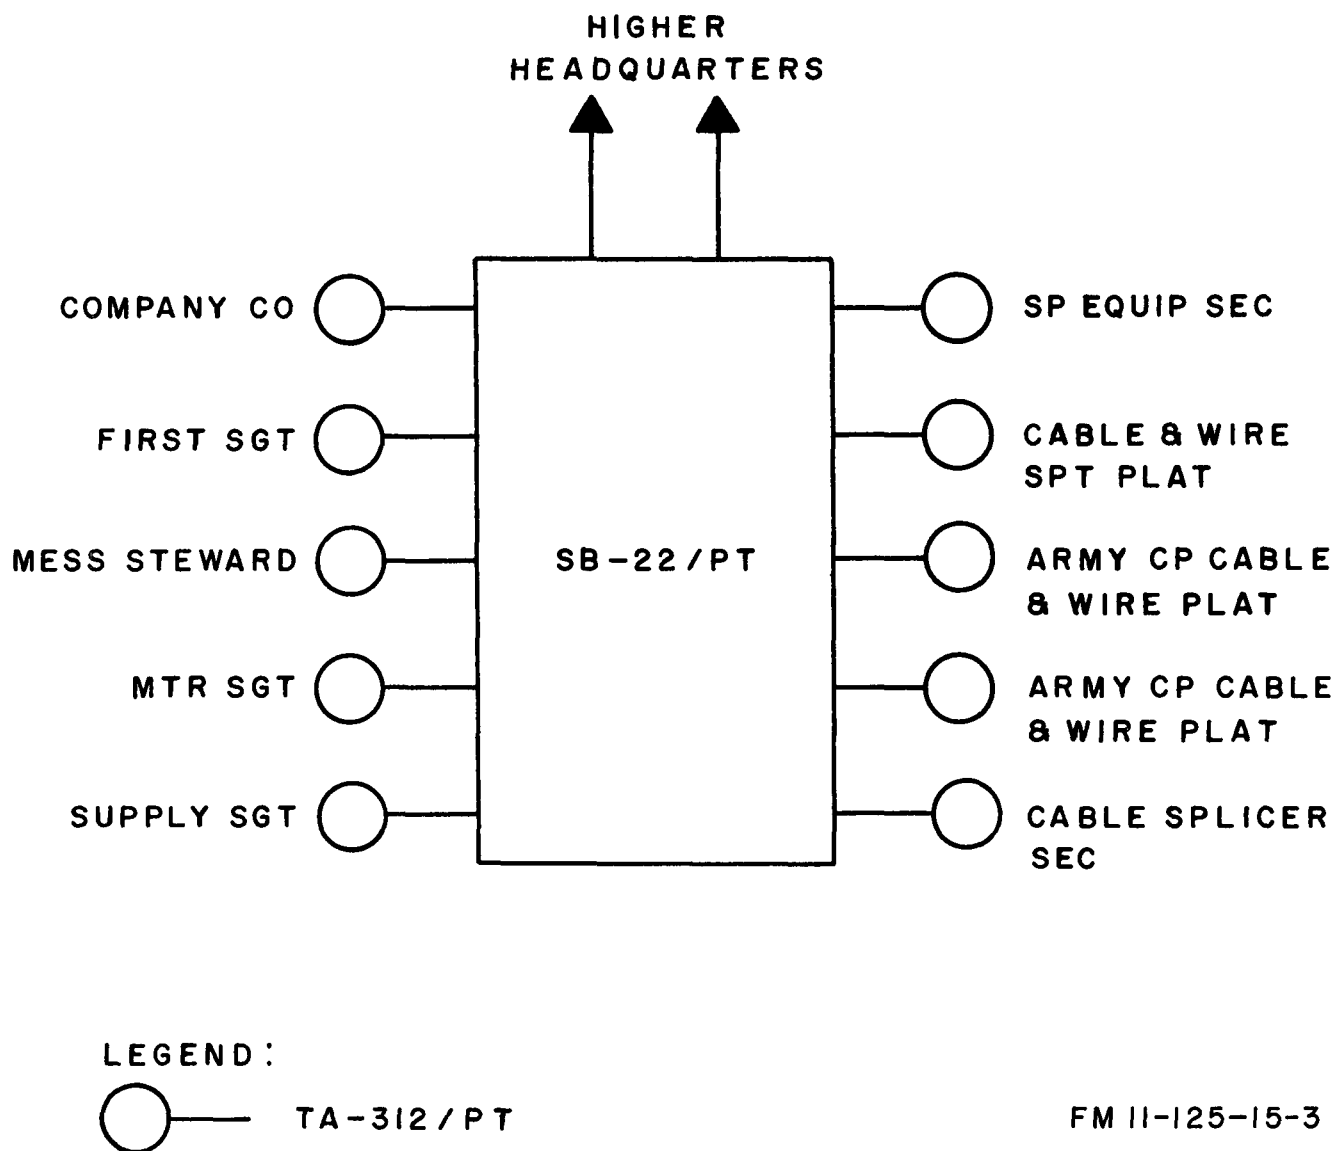 HIGHER
HEADQUARTERS
COMPANY CO
SP EQUIP SEC
FIRST SGT
CABLE & WIRE
SPT PLAT
MESS STEWARD
SB-22/PT
ARMY CP CABLE
& WIRE PLAT
MTR SGT
ARMY CP CABLE
& WIRE PLAT
SUPPLY SGT
CABLE SPLICER
SEC
LEGEND:
TA-312/PT
FM 11-125-15-3